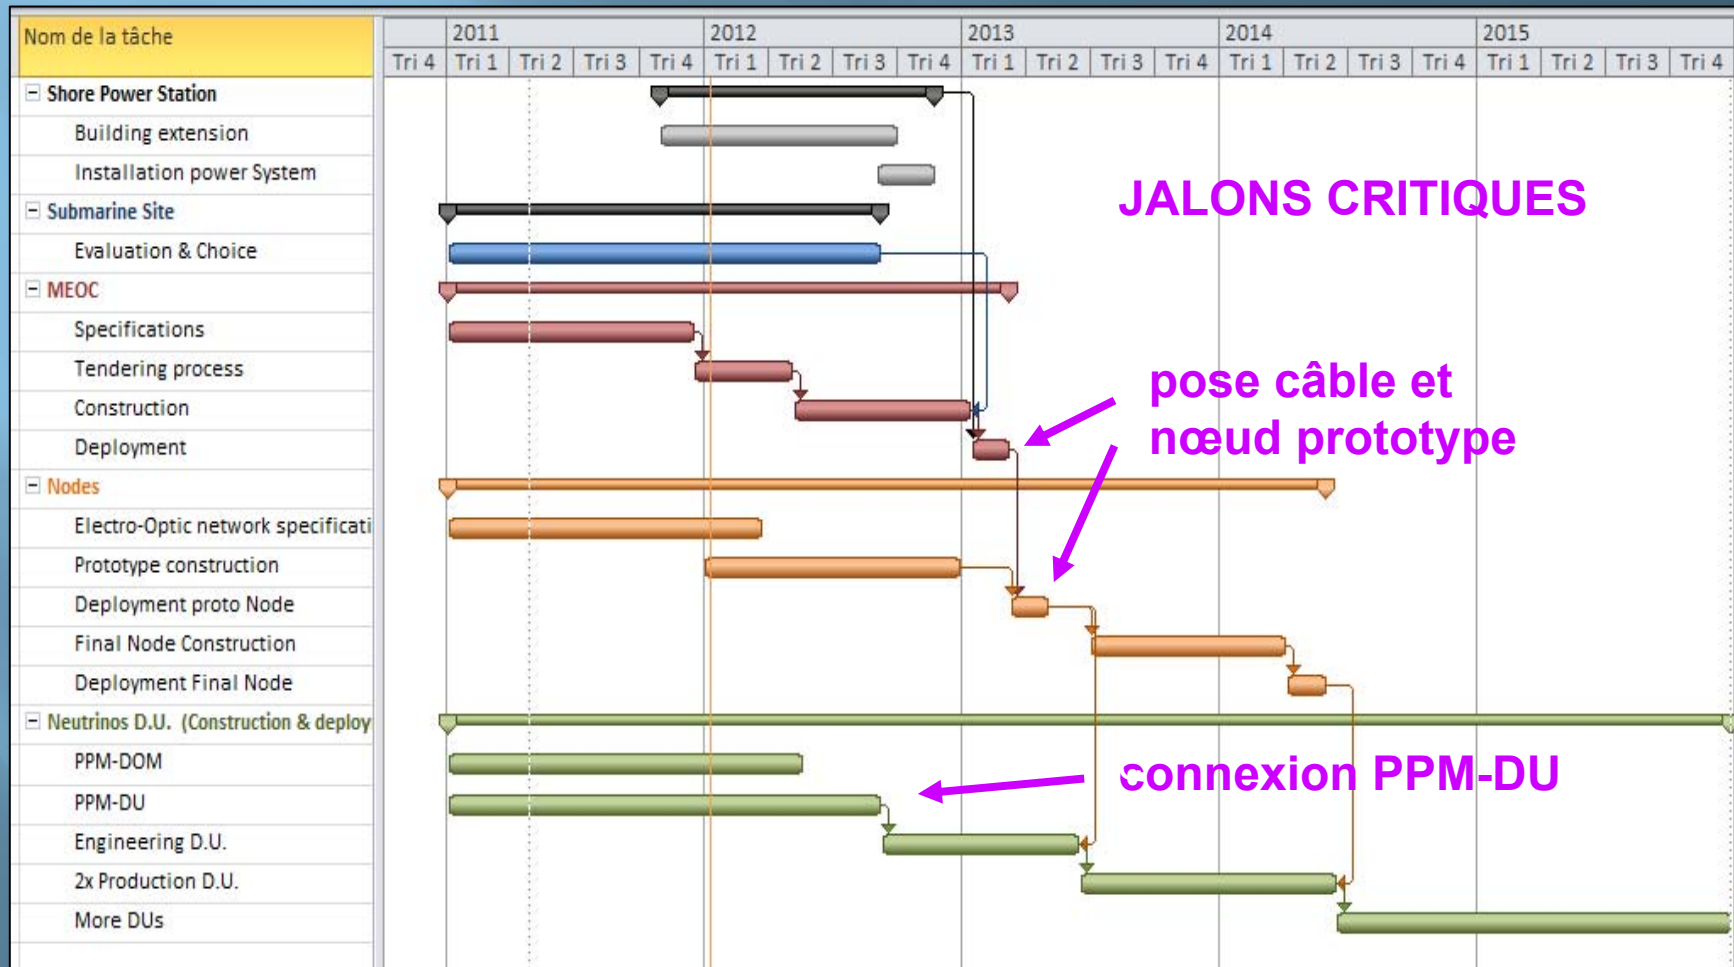 Nom de la tâche
2011 2012 2013 2014 2015
Tri 4 Tri 1 Tri 2 Tri 3 Tri 4 Tri 1 Tri 2 Tri 3 Tri 4 Tri 1 Tri 2 Tri 3 Tri 4 Tri 1 Tri 2 Tri 3 Tri 4 Tri 1 Tri 2 Tri 3 Tri 4
Shore Power Station
Building extension
Installation power System
JALONS CRITIQUES
Submarine Site
Evaluation & Choice
MEOC
Specifications
Tendering process
Construction
Deployment
pose câble et
nœud prototype
Nodes
Electro-Optic network specificati
Prototype construction
Deployment proto Node
Final Node Construction
Deployment Final Node
Neutrinos D.U. (Construction & deploy
PPM-DOM
connexion PPM-DU
PPM-DU
Engineering D.U.
2x Production D.U.
More DUs